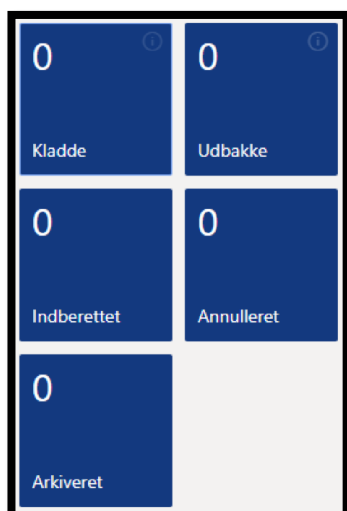 0
0
Kladde
Udbakke
0
0
Indberettet
Annulleret
0
Arkiveret